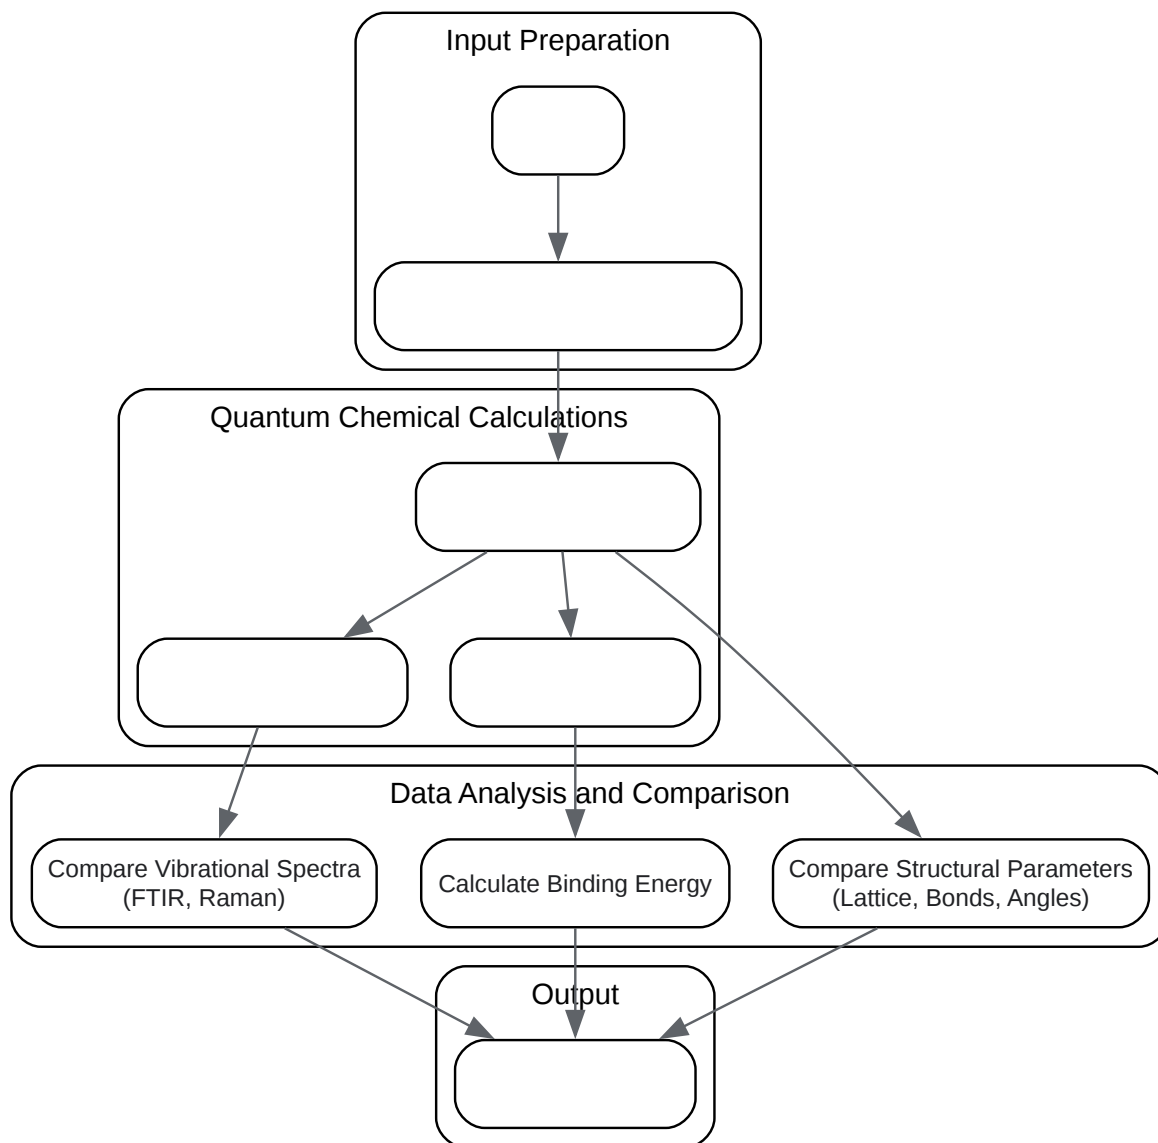 Input Preparation
Quantum Chemical Calculations
Data Analysis and Comparison
Compare Vibrational Spectra
(FTIR, Raman)
Calculate Binding Energy
Compare Structural Parameters
(Lattice, Bonds, Angles)
Output